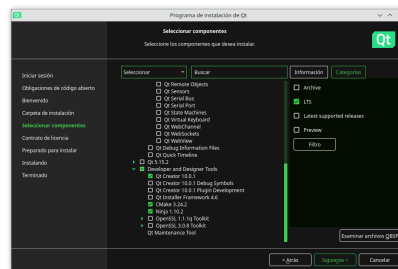 Programa de instalación de Qt
Seleccionar componentes
Seleccione los componentes que desea instalar.
Qt
Iniciar sesión
Obligaciones de código abierto
Bienvenido
Carpeta de instalación
Seleccionar componentes
Contrato de licencia
Preparado para instalar
Instalando
Terminado
Seleccionar
Buscar
Qt Remote Objects
Qt Sensors
Qt Serial Bus
Qt Serial Port
Qt State Machines
Qt Virtual Keyboard
Qt WebChannel
Qt WebSockets
Qt WebView
Qt Debug Information Files
Qt Quick Timeline
Qt 5.15.2
Developer and Designer Tools
Qt Creator 10.0.1
Qt Creator 10.0.1 Debug Symbols
Qt Creator 10.0.1 Plugin Development
Qt Installer Framework 4.6
CMake 3.24.2
Ninja 1.10.2
OpenSSL 1.1.1q Toolkit
OpenSSL 3.0.8 Toolkit
Qt Maintenance Tool
Información
Categorías
Archive
LTS
Latest supported releases
Preview
Filtro
Examinar archivos QBSP
< Atrás
Siguiente >
Cancelar